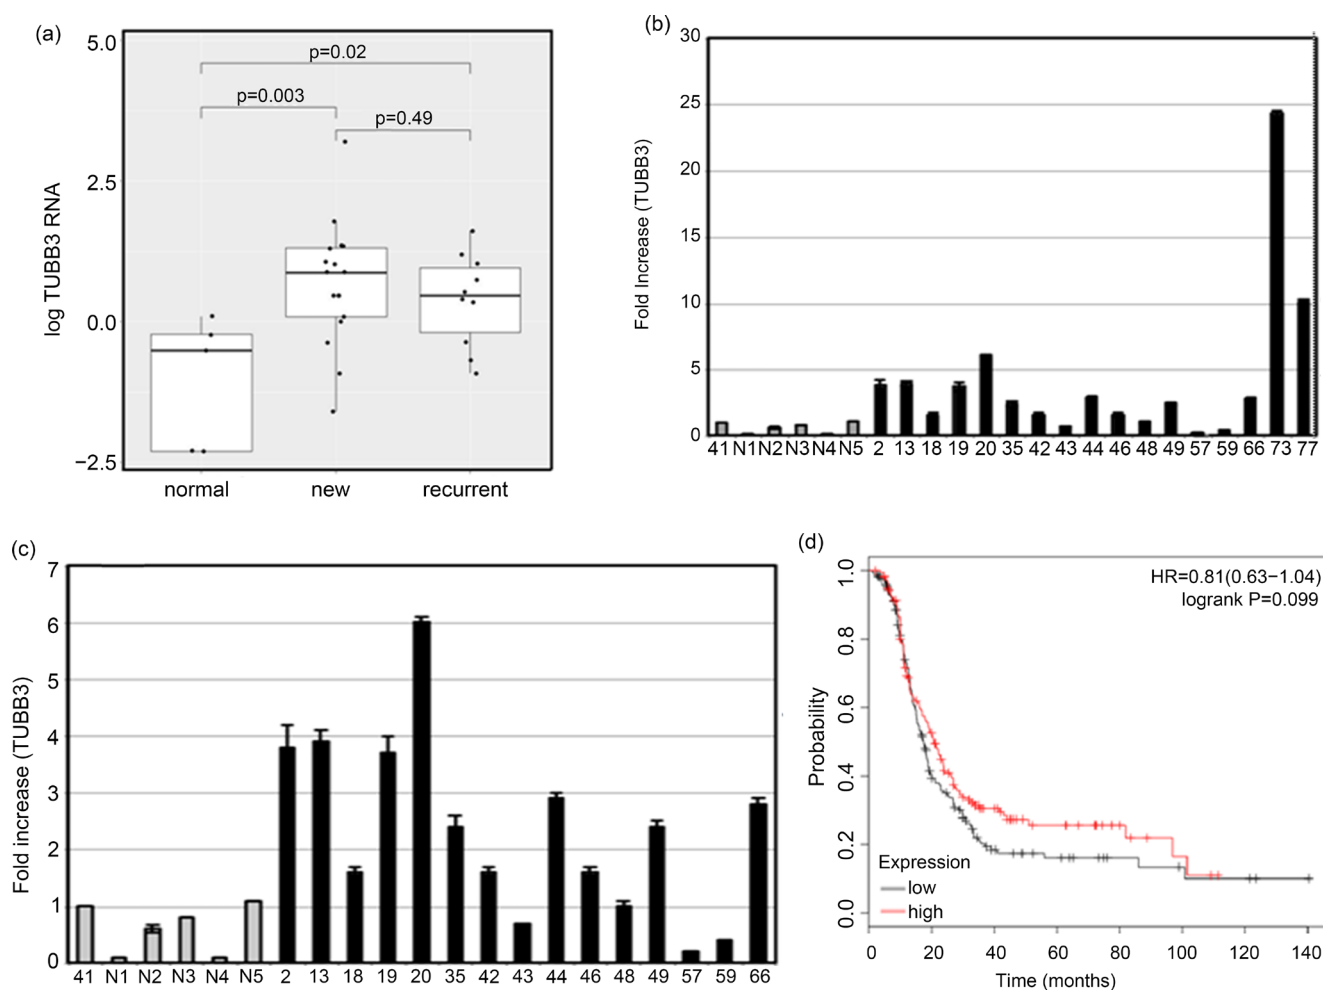 (a)
5.0
2.5
0.0
−2.5
log TUBB3 RNA
p=0.02
p=0.003
p=0.49
normal new recurrent
(b)
30
25
20
15
10
5
0
Fold Increase (TUBB3)
41 N1 N2 N3 N4 N5 2 13 18 19 20 35 42 43 44 46 48 49 57 59 66 73 77
(c)
7
6
5
4
3
2
1
0
Fold increase (TUBB3)
41 N1 N2 N3 N4 N5 2 13 18 19 20 35 42 43 44 46 48 49 57 59 66
(d)
HR=0.81(0.63−1.04)
logrank P=0.099
1.0
0.8
0.6
0.4
0.2
0.0
Probability
Expression
low
high
0 20 40 60 80 100 120 140
Time (months)